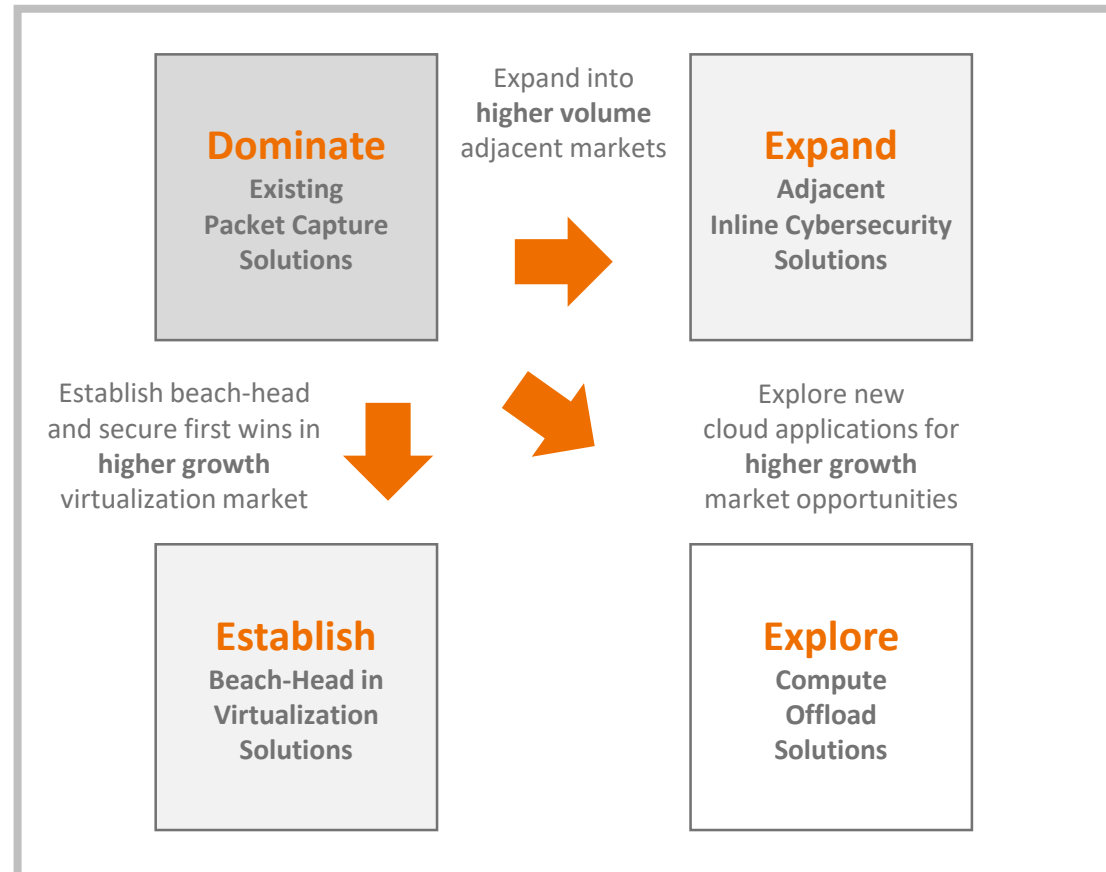 Dominate
Existing
Packet Capture
Solutions
Expand into
higher volume
adjacent markets
Expand
Adjacent
Inline Cybersecurity
Solutions
Establish beach-head
and secure first wins in
higher growth
virtualization market
Explore new
cloud applications for
higher growth
market opportunities
Establish
Beach-Head in
Virtualization
Solutions
Explore
Compute
Offload
Solutions